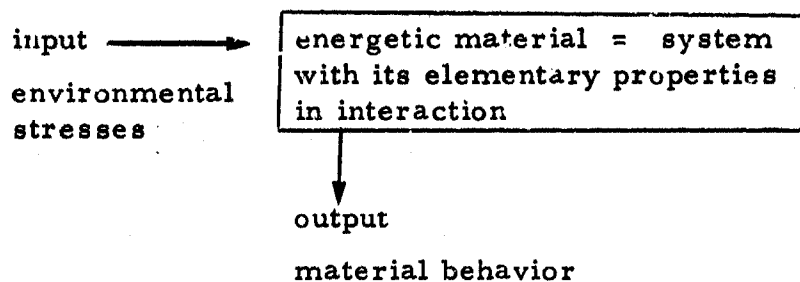 input
environmental
stresses
energetic material = system
with its elementary properties
in interaction
output
material behavior